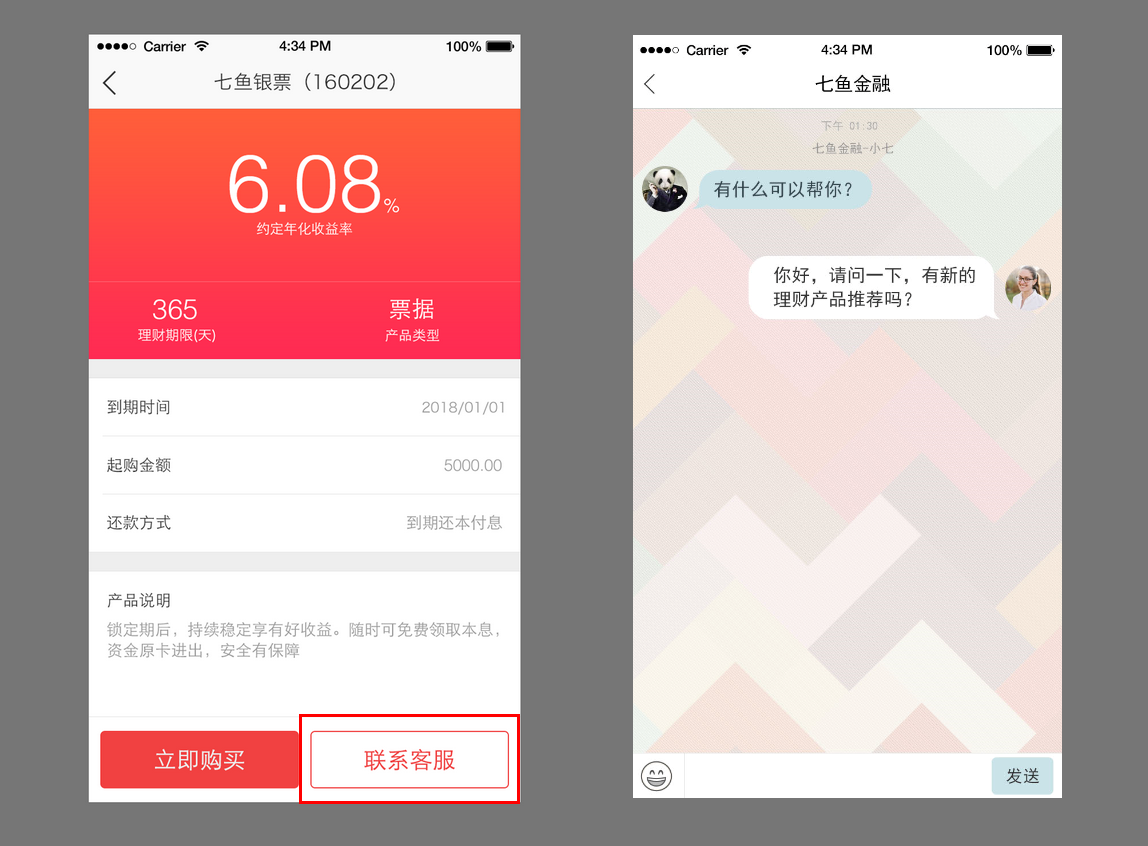 Carrier 4:34 PM 100%
七鱼银票（160202）
6.08%
约定年化收益率
365 票据
理财期限(天) 产品类型
到期时间 2018/01/01
起购金额 5000.00
还款方式 到期还本付息
产品说明
锁定期后，持续稳定享有好收益。随时可免费领取本息，
资金原卡进出，安全有保障
立即购买 联系客服
Carrier 4:34 PM 100%
七鱼金融
下午 01:30
七鱼金融-小七
有什么可以帮你？
你好，请问一下，有新的
理财产品推荐吗？
发送